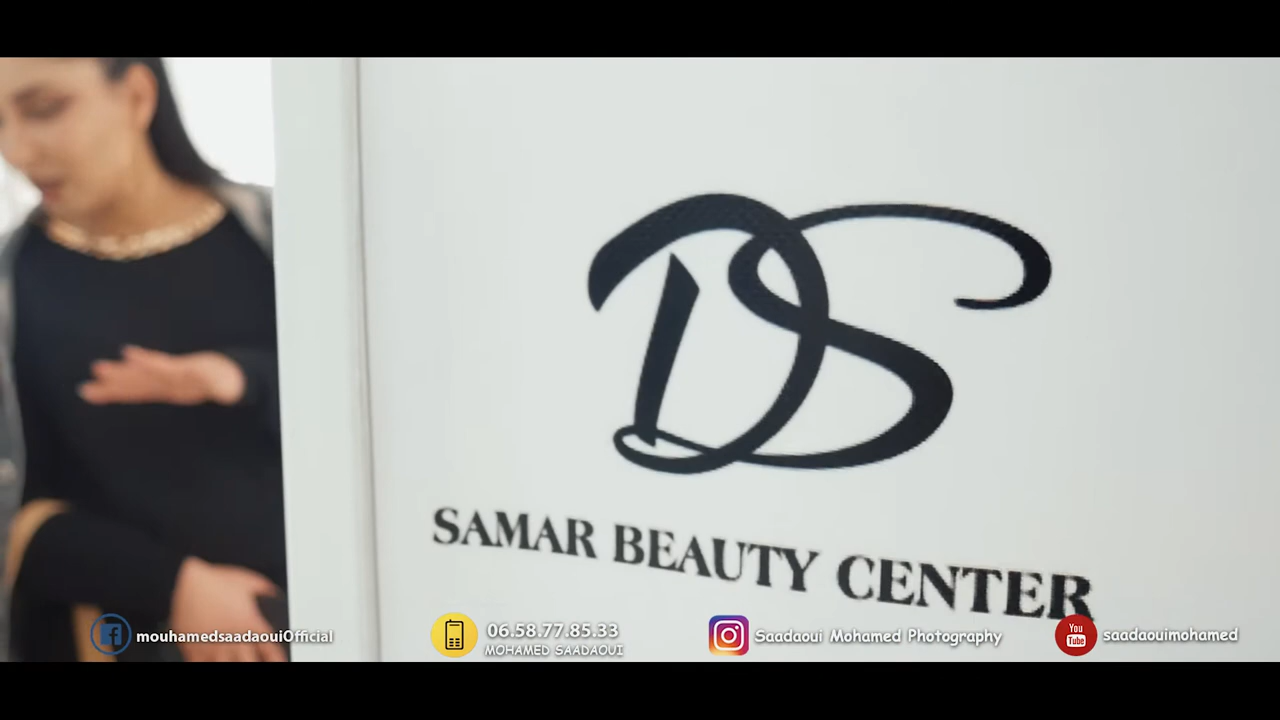 DS
SAMAR BEAUTY CENTER
mouhamedsaadaouiOfficial
06.58.77.85.33
MOHAMED SAADAOUI
Saadaoui Mohamed Photography
You
Tube
saadaouimohamed